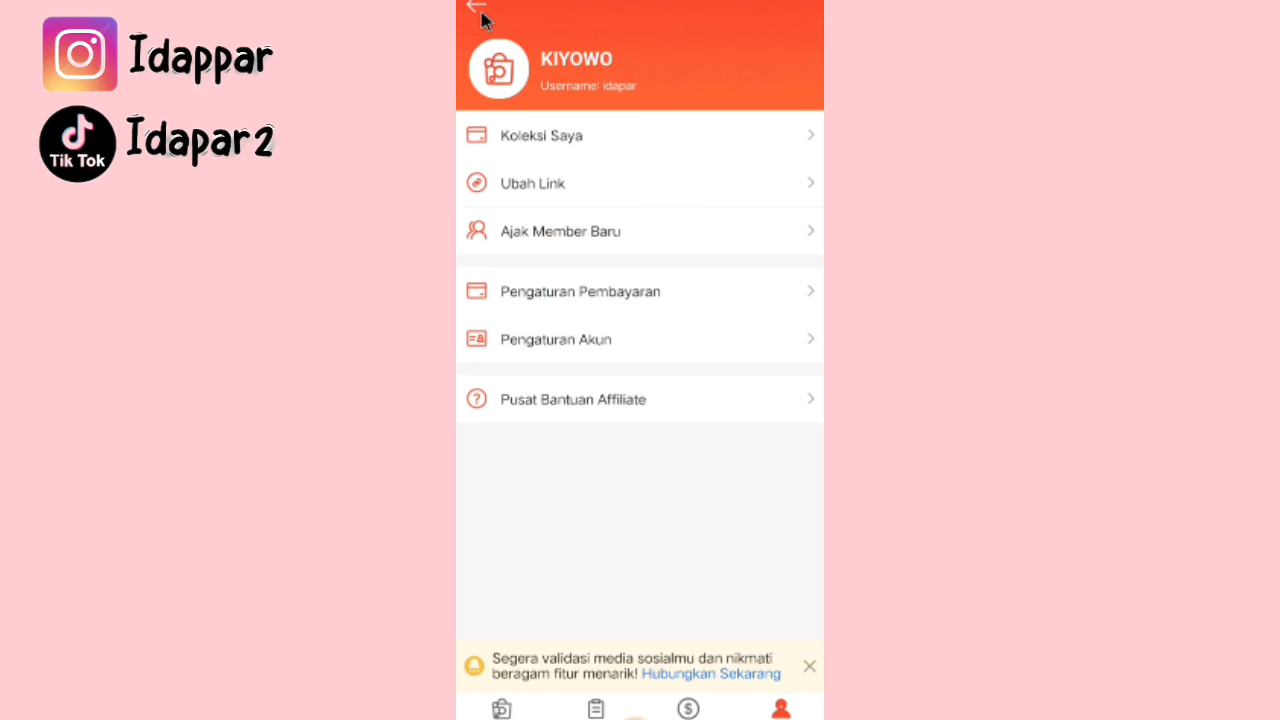 Idappar
Tik Tok
Idapar2
KIYOWO
Username: idapar
Koleksi Saya
Ubah Link
Ajak Member Baru
Pengaturan Pembayaran
Pengaturan Akun
Pusat Bantuan Affiliate
Segera validasi media sosialmu dan nikmati
beragam fitur menarik! Hubungkan Sekarang